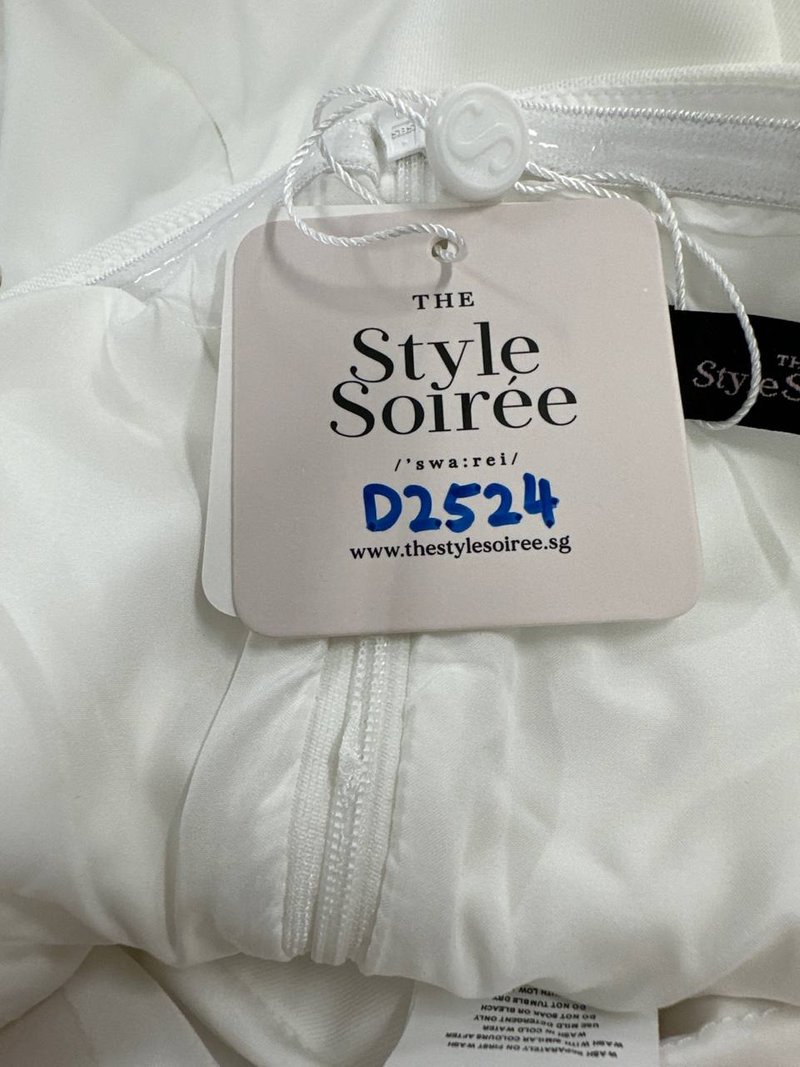 THE
Style
Soirée
/'swa:rei/
D2524
www.thestylesoiree.sg
Style S
WASH SEPARATELY ON FIRST WASH
WASH WITH SIMILAR COLOURS AFTER
WASH IN COLD WATER
USE MILD DETERGENT ONLY
DO NOT SOAK OR BLEACH
DO NOT TUMBLE DRY